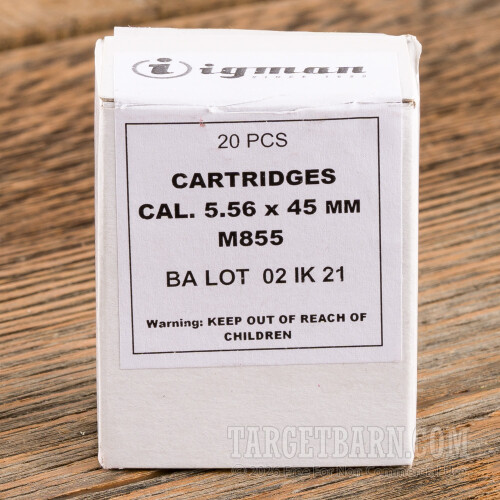 igman
20 PCS
CARTRIDGES
CAL. 5.56 x 45 MM
M855
BA LOT 02 IK 21
Warning: KEEP OUT OF REACH OF
CHILDREN
TARGETBARN.COM